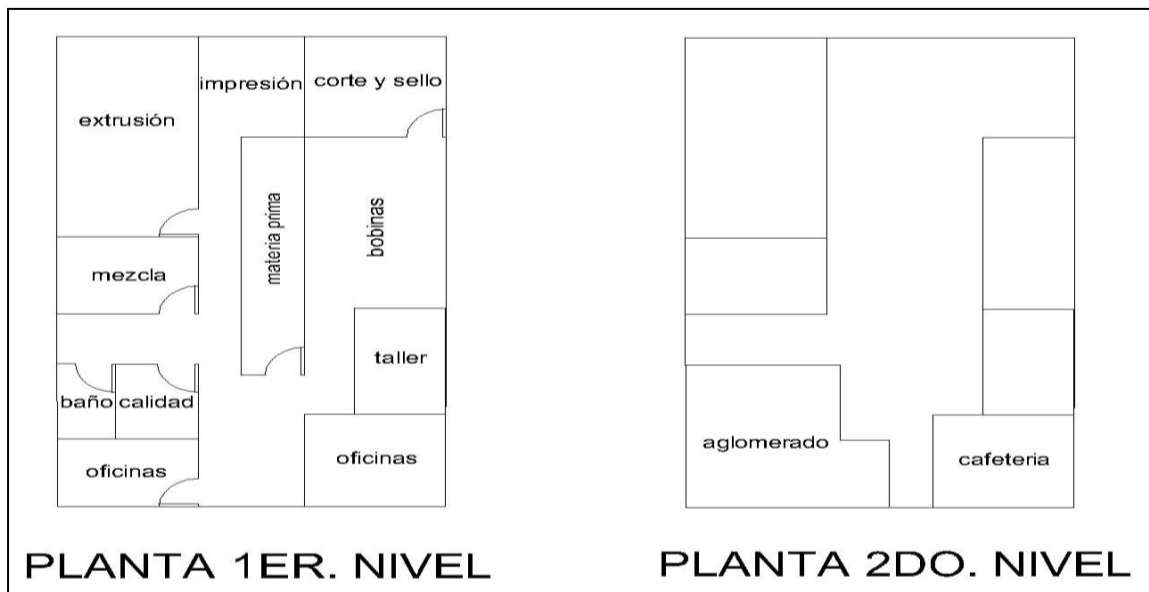 impresión
corte y sello
extrusión
materia prima
bobinas
mezcla
taller
baño
calidad
oficinas
oficinas
PLANTA 1ER. NIVEL
aglomerado
cafeteria
PLANTA 2DO. NIVEL